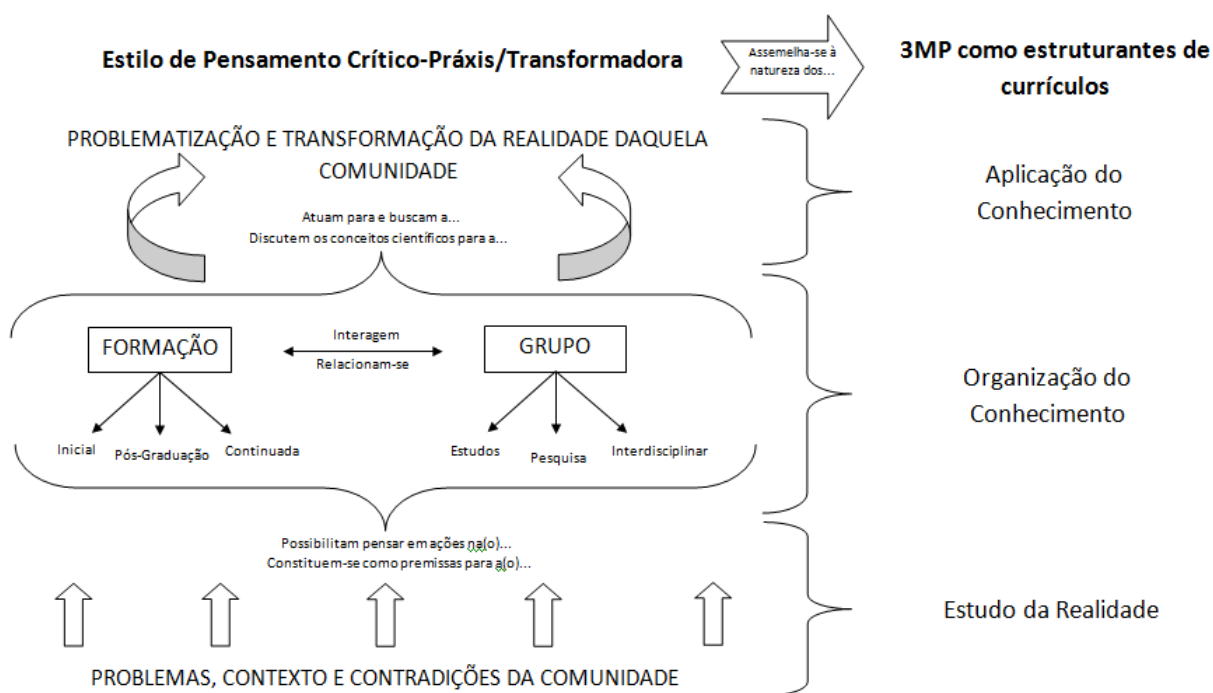 Estilo de Pensamento Crítico-Práxis/Transformadora
Assemelha-se à
natureza dos...
3MP como estruturantes de
currículos
PROBLEMATIZAÇÃO E TRANSFORMAÇÃO DA REALIDADE DAQUELA
COMUNIDADE
Atuam para e buscam a...
Discutem os conceitos científicos para a...
Aplicação do
Conhecimento
FORMAÇÃO
Interagem
Relacionam-se
GRUPO
Inicial
Pós-Graduação
Continuada
Estudos
Pesquisa
Interdisciplinar
Organização do
Conhecimento
Possibilitam pensar em ações na(o)...
Constituem-se como premissas para a(o)...
Estudo da Realidade
PROBLEMAS, CONTEXTO E CONTRADIÇÕES DA COMUNIDADE